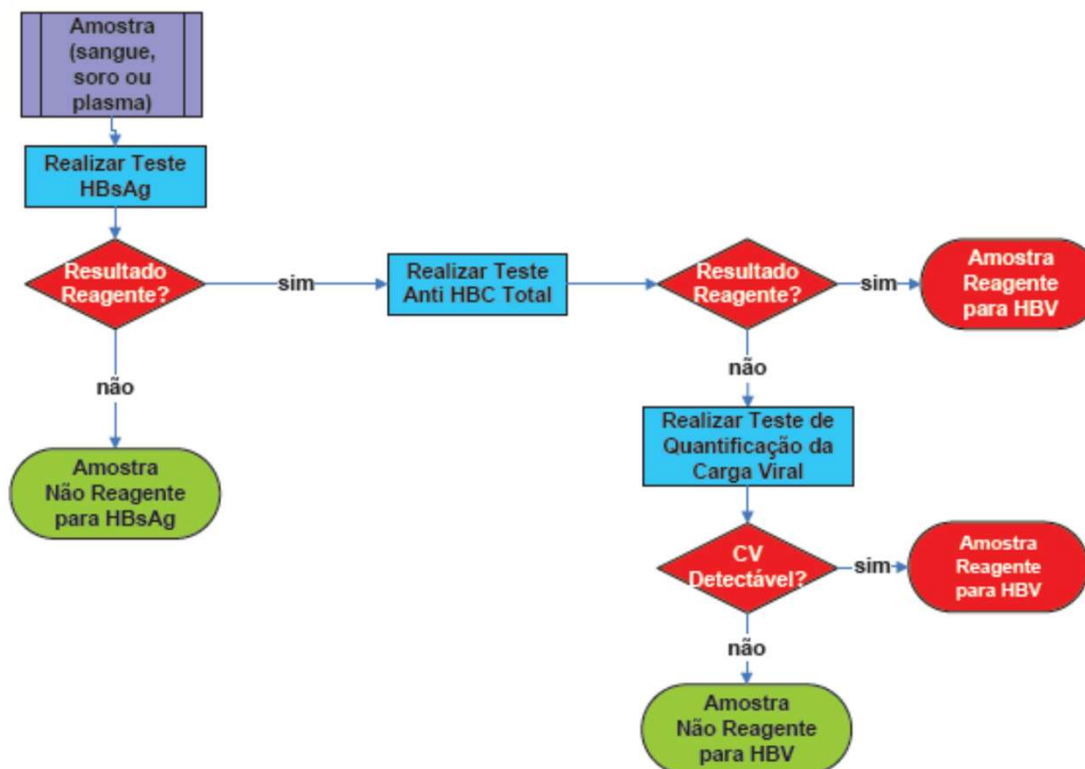 Amostra
(sangue,
soro ou
plasma)
Realizar Teste
HBsAg
Resultado
Reagente?
sim
Realizar Teste
Anti HBC Total
Resultado
Reagente?
sim
Amostra
Reagente
para HBV
não
Amostra
Não Reagente
para HBsAg
não
Realizar Teste de
Quantificação da
Carga Viral
CV
Detectável?
sim
Amostra
Reagente
para HBV
não
Amostra
Não Reagente
para HBV